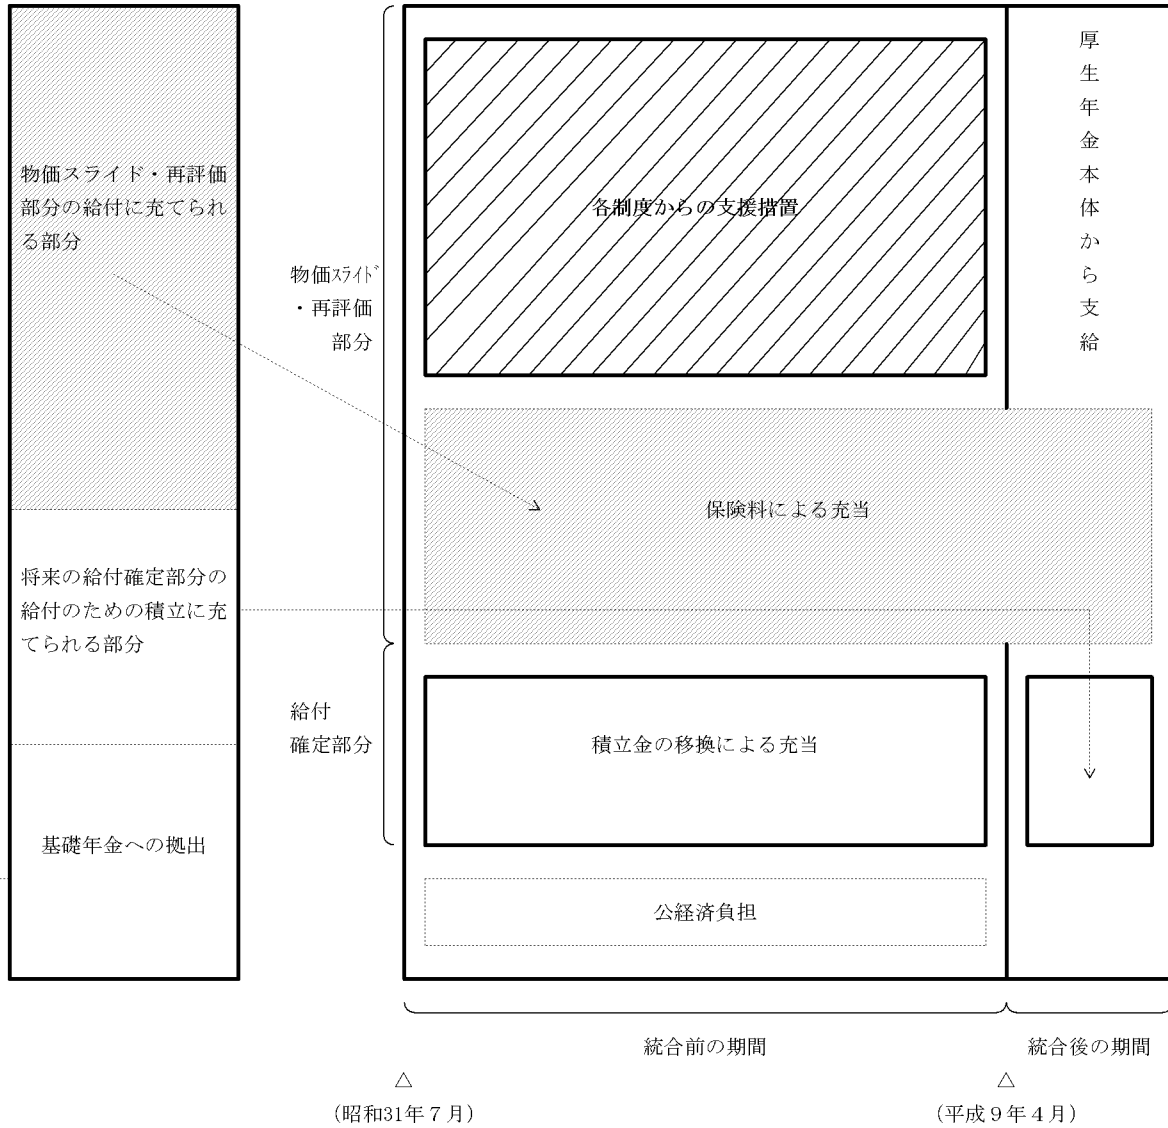 物価スライド・再評価
部分の給付に充てられ
る部分
将来の給付確定部分の
給付のための積立に充
てられる部分
基礎年金への拠出
物価ｽﾗｲﾄﾞ
・再評価
部分
給付
確定部分
各制度からの支援措置
保険料による充当
積立金の移換による充当
公経済負担
厚生年金本体から支給
統合前の期間
統合後の期間
△
△
(昭和31年７月)
(平成９年４月)